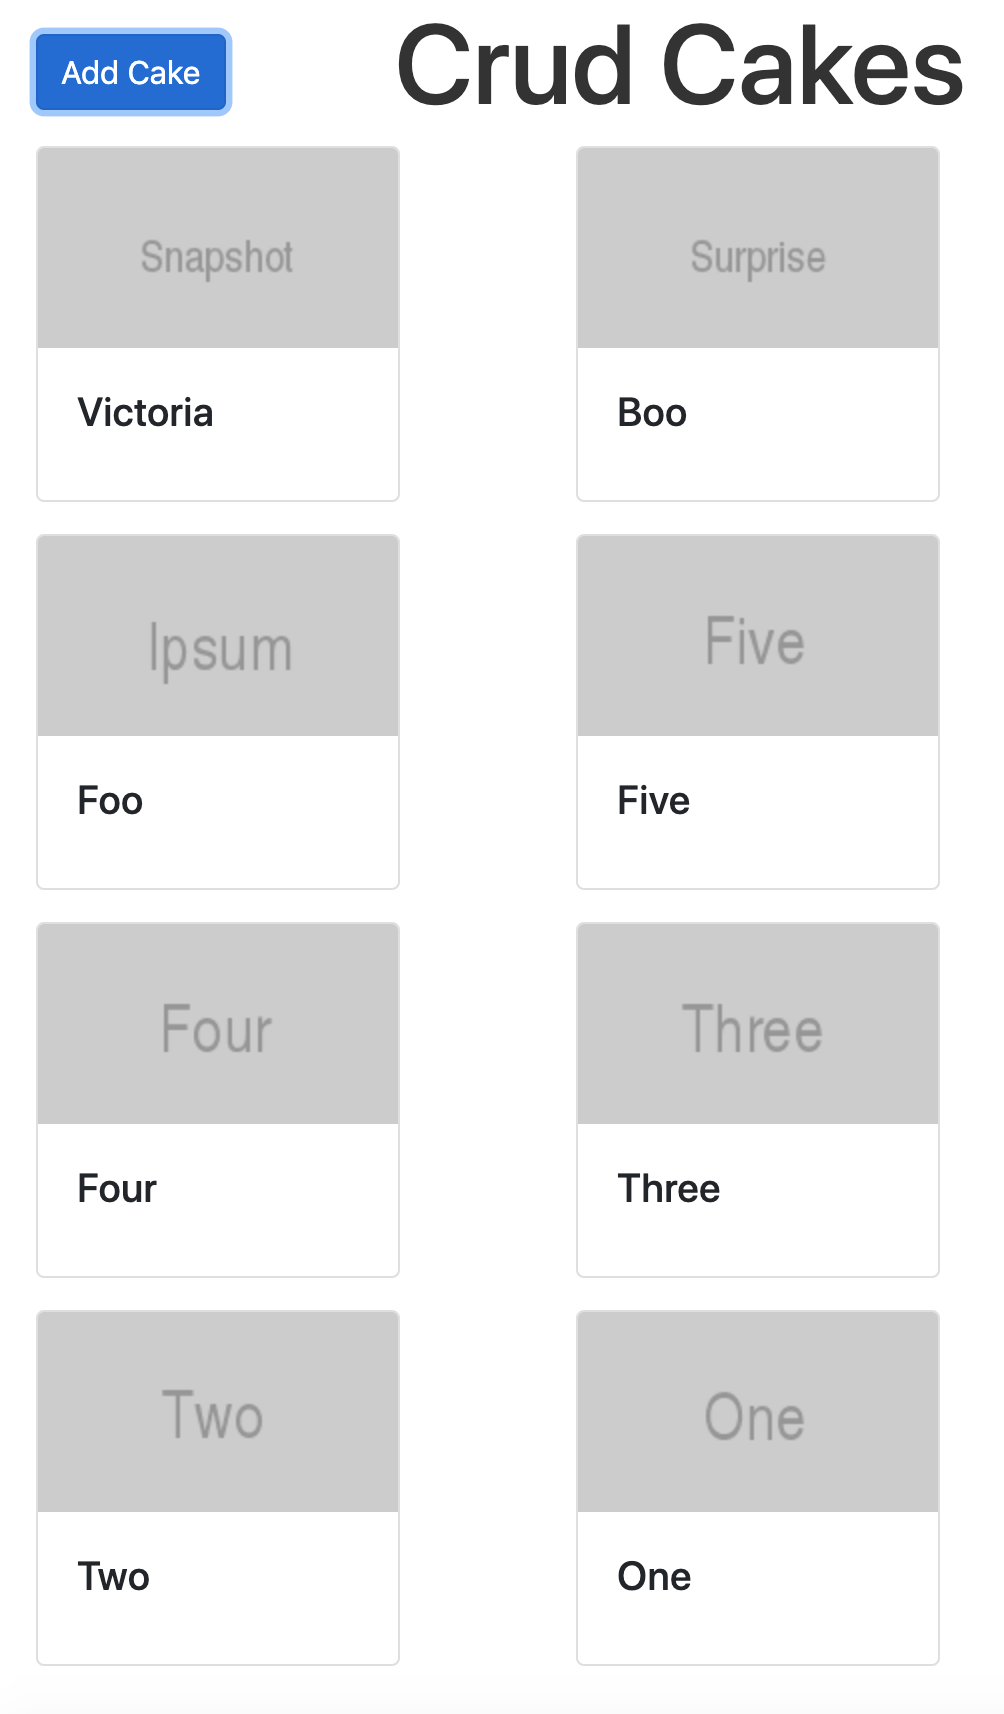 Add Cake
Crud Cakes
Snapshot
Victoria
Surprise
Boo
Ipsum
Foo
Five
Five
Four
Four
Three
Three
Two
Two
One
One